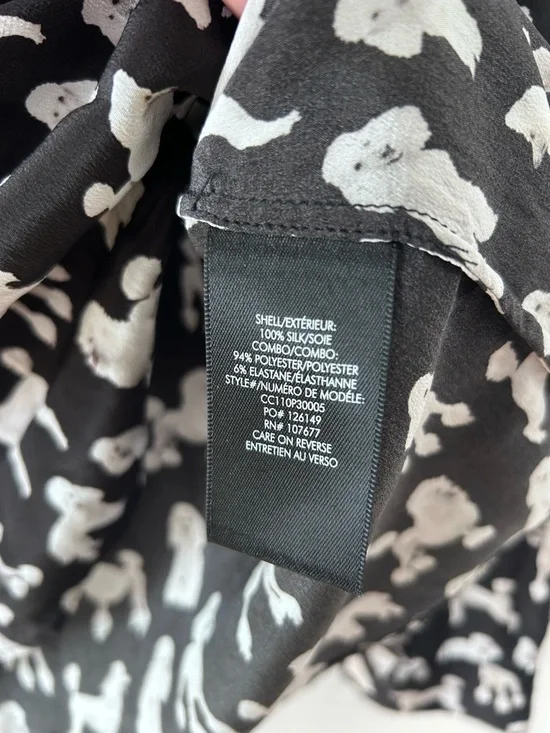 SHELL/EXTÉRIEUR:
100% SILK/SOIE
COMBO/COMBO:
94% POLYESTER/POLYESTER
6% ELASTANE/ÉLASTHANNE
STYLE#/NUMÉRO DE MODÈLE:
CC110P30005
PO# 126149
RN# 107677
CARE ON REVERSE
ENTRETIEN AU VERSO